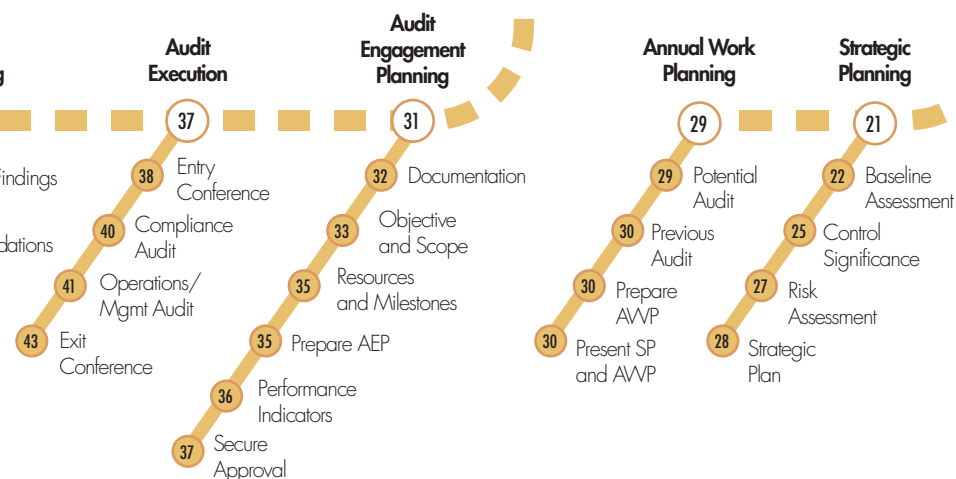 Audit
Execution
37
38
Entry
Conference
40
Compliance
Audit
41
Operations/
Mgmt Audit
43
Exit
Conference
Audit
Engagement
Planning
31
32
Documentation
33
Objective
and Scope
35
Resources
and Milestones
35
Prepare AEP
36
Performance
Indicators
37
Secure
Approval
Annual Work
Planning
29
29
Potential
Audit
30
Previous
Audit
30
Prepare
AWP
30
Present SP
and AWP
Strategic
Planning
21
22
Baseline
Assessment
25
Control
Significance
27
Risk
Assessment
28
Strategic
Plan